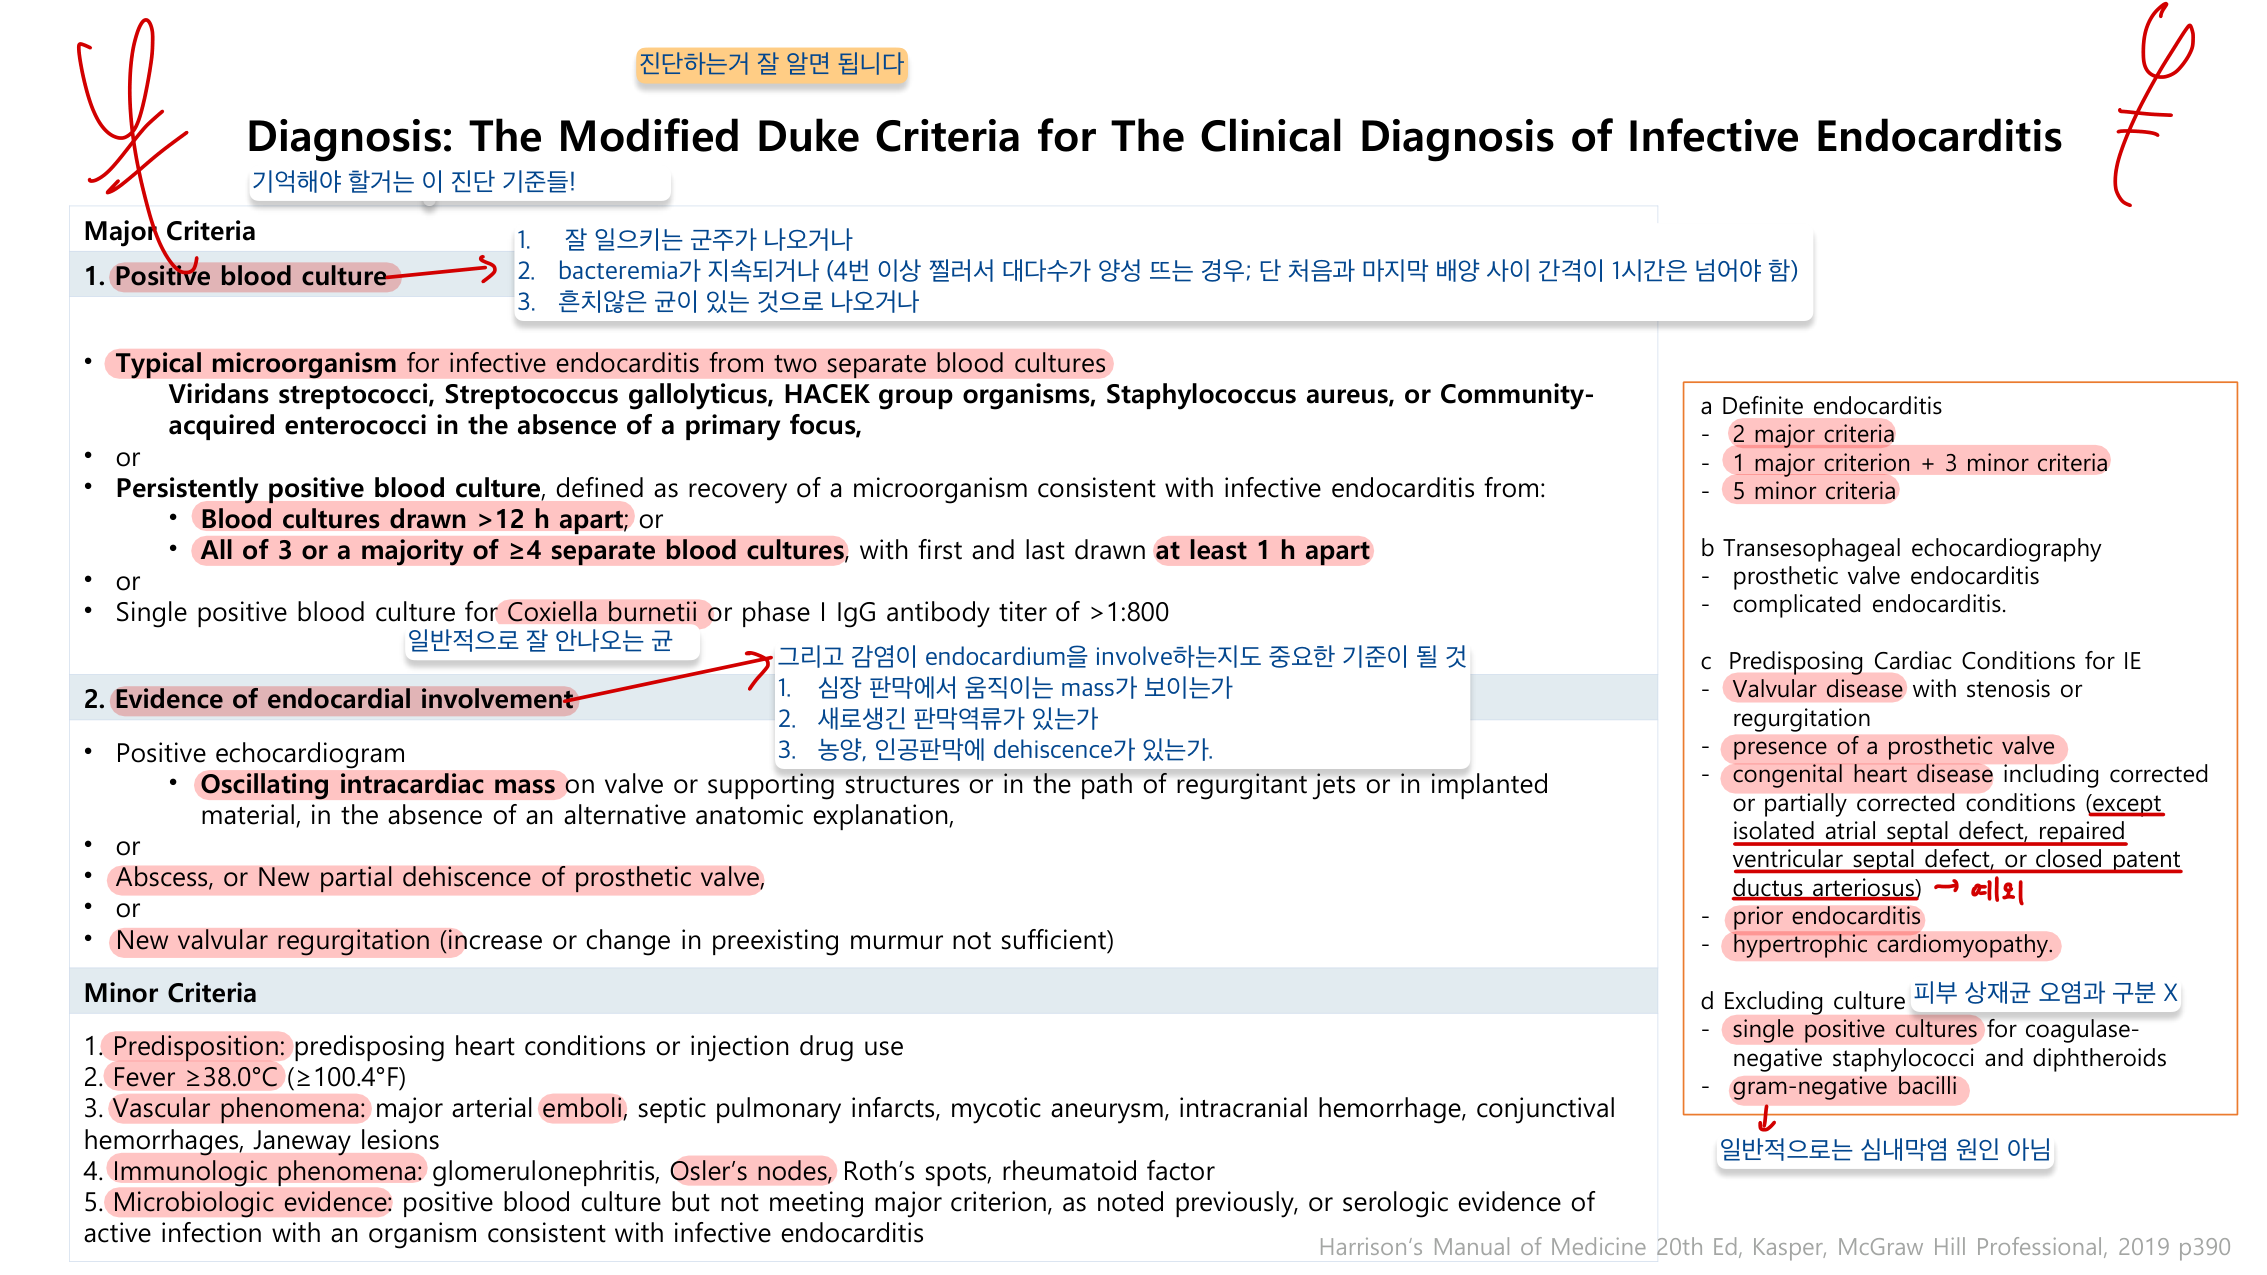 진단하는거 잘 알면 됩니다
Diagnosis: The Modified Duke Criteria for The Clinical Diagnosis of Infective Endocarditis
기억해야 할거는 이 진단 기준들!
Major Criteria
1. Positive blood culture
1. 잘 일으키는 군주가 나오거나
2. bacteremia가 지속되거나 (4번 이상 찔러서 대다수가 양성 뜨는 경우; 단 처음과 마지막 배양 사이 간격이 1시간은 넘어야 함)
3. 흔치않은 균이 있는 것으로 나오거나
• Typical microorganism for infective endocarditis from two separate blood cultures
Viridans streptococci, Streptococcus gallolyticus, HACEK group organisms, Staphylococcus aureus, or Community-
acquired enterococci in the absence of a primary focus,
• or
• Persistently positive blood culture, defined as recovery of a microorganism consistent with infective endocarditis from:
• Blood cultures drawn >12 h apart; or
• All of 3 or a majority of ≥4 separate blood cultures, with first and last drawn at least 1 h apart
• or
• Single positive blood culture for Coxiella burnetii or phase I IgG antibody titer of >1:800
일반적으로 잘 안나오는 균
2. Evidence of endocardial involvement
그리고 감염이 endocardium을 involve하는지도 중요한 기준이 될 것
1. 심장 판막에서 움직이는 mass가 보이는가
2. 새로생긴 판막역류가 있는가
3. 농양, 인공판막에 dehiscence가 있는가.
• Positive echocardiogram
• Oscillating intracardiac mass on valve or supporting structures or in the path of regurgitant jets or in implanted
material, in the absence of an alternative anatomic explanation,
• or
• Abscess, or New partial dehiscence of prosthetic valve,
• or
• New valvular regurgitation (increase or change in preexisting murmur not sufficient)
Minor Criteria
1. Predisposition: predisposing heart conditions or injection drug use
2. Fever ≥38.0°C (≥100.4°F)
3. Vascular phenomena: major arterial emboli, septic pulmonary infarcts, mycotic aneurysm, intracranial hemorrhage, conjunctival
hemorrhages, Janeway lesions
4. Immunologic phenomena: glomerulonephritis, Osler's nodes, Roth's spots, rheumatoid factor
5. Microbiologic evidence: positive blood culture but not meeting major criterion, as noted previously, or serologic evidence of
active infection with an organism consistent with infective endocarditis
a Definite endocarditis
- 2 major criteria
- 1 major criterion + 3 minor criteria
- 5 minor criteria
b Transesophageal echocardiography
- prosthetic valve endocarditis
- complicated endocarditis.
c Predisposing Cardiac Conditions for IE
- Valvular disease with stenosis or
regurgitation
- presence of a prosthetic valve
- congenital heart disease including corrected
or partially corrected conditions (except
isolated atrial septal defect, repaired
ventricular septal defect, or closed patent
ductus arteriosus) → 예외
- prior endocarditis
- hypertrophic cardiomyopathy.
d Excluding culture
피부 상재균 오염과 구분 X
- single positive cultures for coagulase-
negative staphylococci and diphtheroids
- gram-negative bacilli
일반적으로는 심내막염 원인 아님
Harrison's Manual of Medicine 20th Ed, Kasper, McGraw Hill Professional, 2019 p390